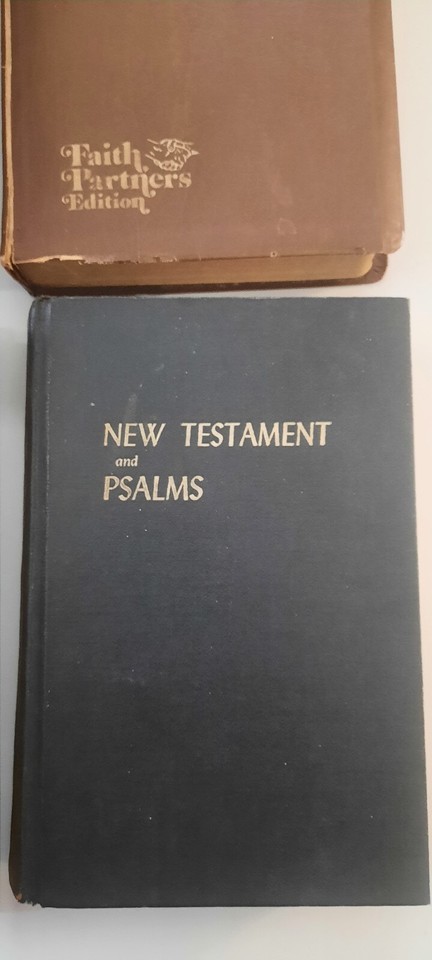 Faith
Partners
Edition
NEW TESTAMENT
and
PSALMS